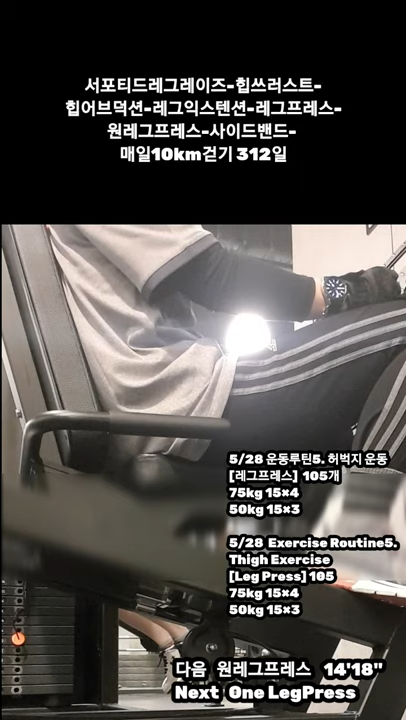 서포티드레그레이즈-힙쓰러스트-
힙어브덕션-레그익스텐션-레그프레스-
원레그프레스-사이드밴드-
매일10km걷기 312일
5/28 운동루틴5. 허벅지 운동
[레그프레스] 105개
75kg 15×4
50kg 15×3
5/28 Exercise Routine5.
Thigh Exercise
[Leg Press] 105
75kg 15×4
50kg 15×3
다음 원레그프레스 14'18"
Next One LegPress